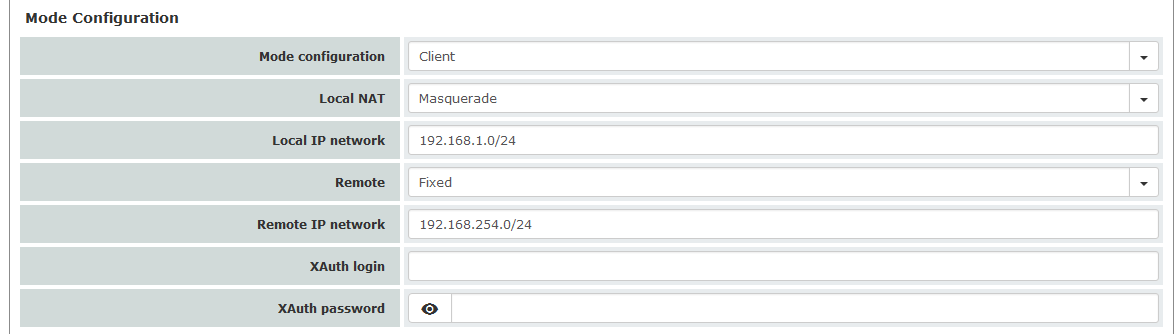 Mode Configuration
Mode configuration Client
Local NAT Masquerade
Local IP network 192.168.1.0/24
Remote Fixed
Remote IP network 192.168.254.0/24
XAuth login
XAuth password